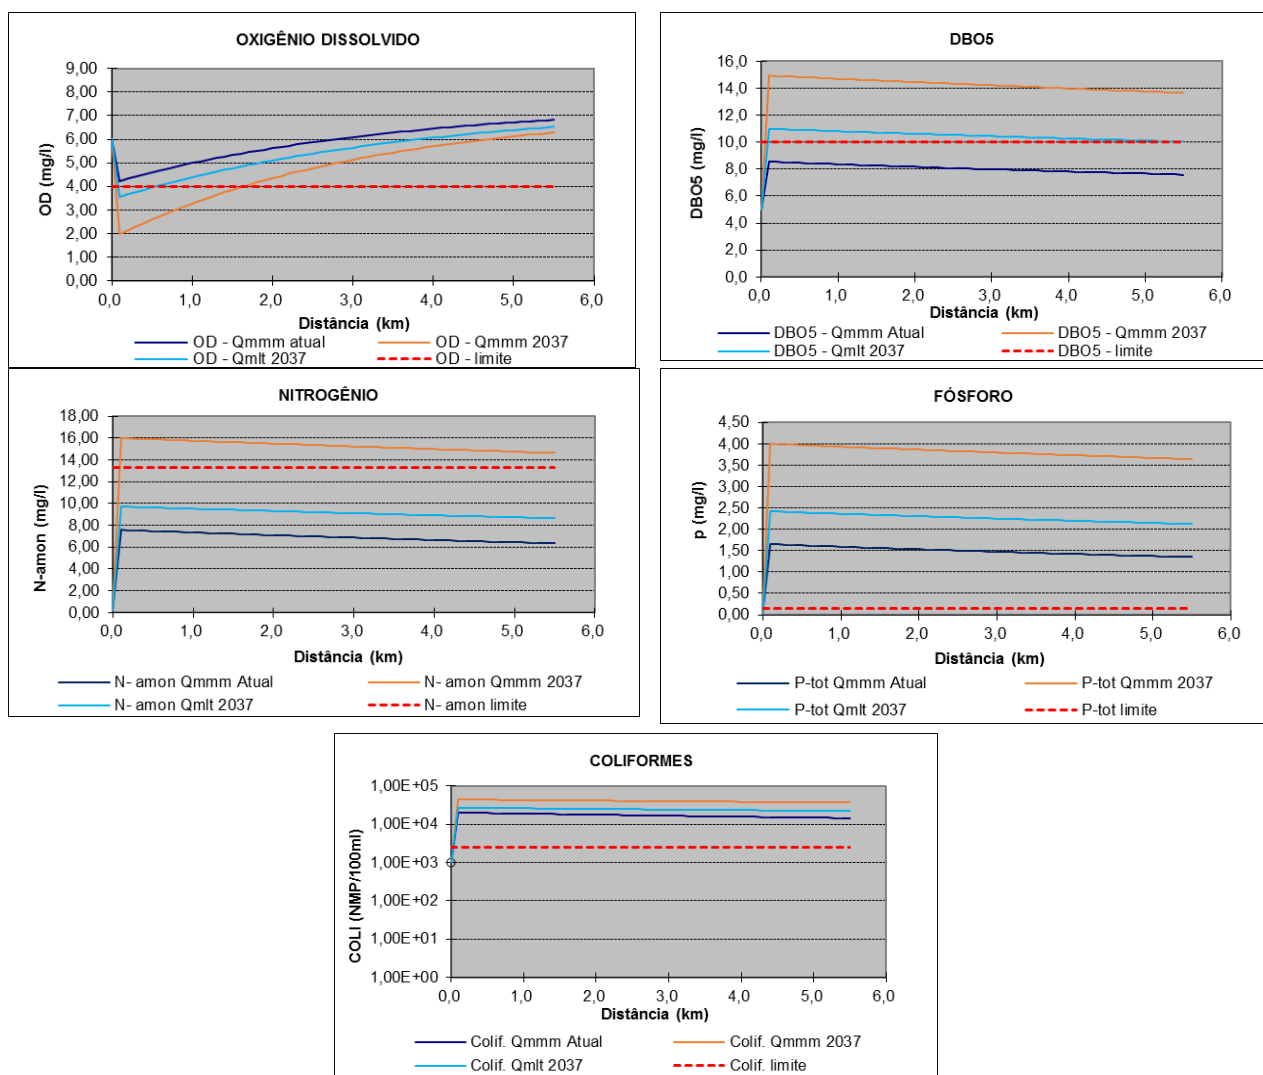 OXIGÊNIO DISSOLVIDO
9,00
8,00
7,00
6,00
5,00
4,00
3,00
2,00
1,00
0,00
OD (mg/l)
0,0 1,0 2,0 3,0 4,0 5,0 6,0
Distância (km)
OD - Qmmm atual OD - Qmmm 2037
OD - Qmlt 2037 OD - limite
DBO5
16,0
14,0
12,0
10,0
8,0
6,0
4,0
2,0
0,0
DBO5 (mg/l)
0,0 1,0 2,0 3,0 4,0 5,0 6,0
Distância (km)
DBO5 - Qmmm Atual DBO5 - Qmmm 2037
DBO5 - Qmlt 2037 DBO5 - limite
NITROGÊNIO
18,00
16,00
14,00
12,00
10,00
8,00
6,00
4,00
2,00
0,00
N-amon (mg/l)
0,0 1,0 2,0 3,0 4,0 5,0 6,0
Distância (km)
N- amon Qmmm Atual N- amon Qmmm 2037
N- amon Qmlt 2037 N- amon limite
FÓSFORO
4,50
4,00
3,50
3,00
2,50
2,00
1,50
1,00
0,50
0,00
p (mg/l)
0,0 1,0 2,0 3,0 4,0 5,0 6,0
Distância (km)
P-tot Qmmm Atual P-tot Qmmm 2037
P-tot Qmlt 2037 P-tot limite
COLIFORMES
1,00E+05
1,00E+04
1,00E+03
1,00E+02
1,00E+01
1,00E+00
COLI (NMP/100ml)
0,0 1,0 2,0 3,0 4,0 5,0 6,0
Distância (km)
Colif. Qmmm Atual Colif. Qmmm 2037
Colif. Qmlt 2037 Colif. limite